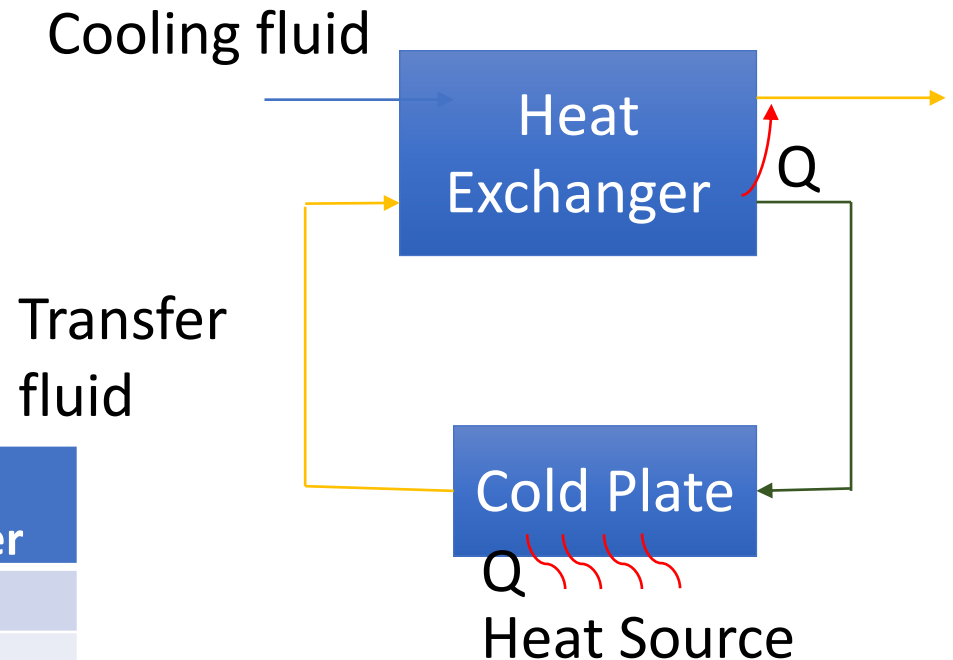 Cooling fluid
Heat
Exchanger
Q
Transfer
fluid
Cold Plate
Q
Heat Source